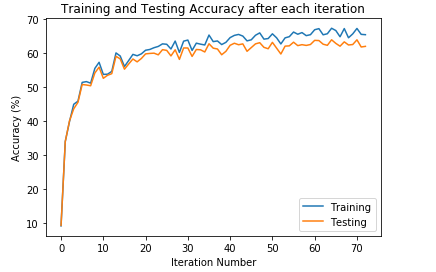 Training and Testing Accuracy after each iteration
Accuracy (%)
70
60
50
40
30
20
10
0 10 20 30 40 50 60 70
Iteration Number
Training
Testing